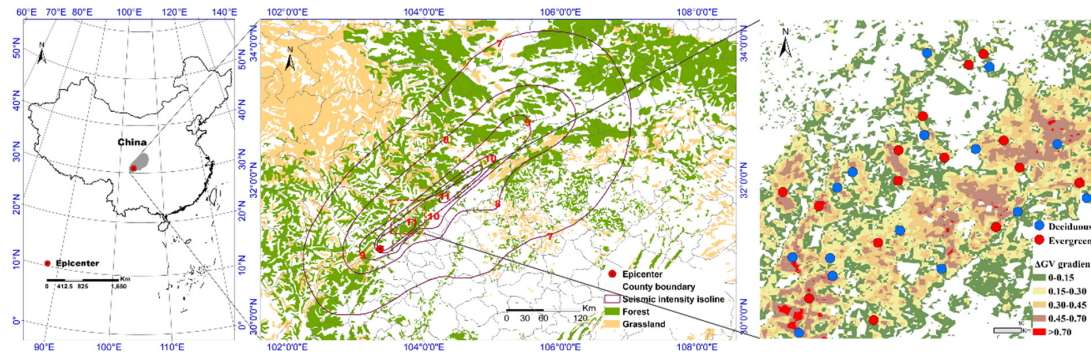 60°E 70°E 80°E 90°E 100°E 110°E 120°E 130°E 140°E
50°N
40°N
30°N
20°N
10°N
0°
50°N
40°N
30°N
20°N
10°N
0°
N
China
Epicenter
0 412.5 825 1,650
Km
90°E 100°E 110°E 120°E
102°0'0"E 104°0'0"E 106°0'0"E 108°0'0"E
34°0'0"N
32°0'0"N
30°0'0"N
N
7
8
9
10
11
11
10
9
8
7
Epicenter
County boundary
Seismic intensity isoline
Forest
Grassland
Km
0 30 60 120
102°0'0"E 104°0'0"E 106°0'0"E 108°0'0"E
34°0'0"N
32°0'0"N
30°0'0"N
N
Deciduous
Evergreen
ΔGV gradien
0-0.15
0.15-0.30
0.30-0.45
0.45-0.70
>0.70
Km